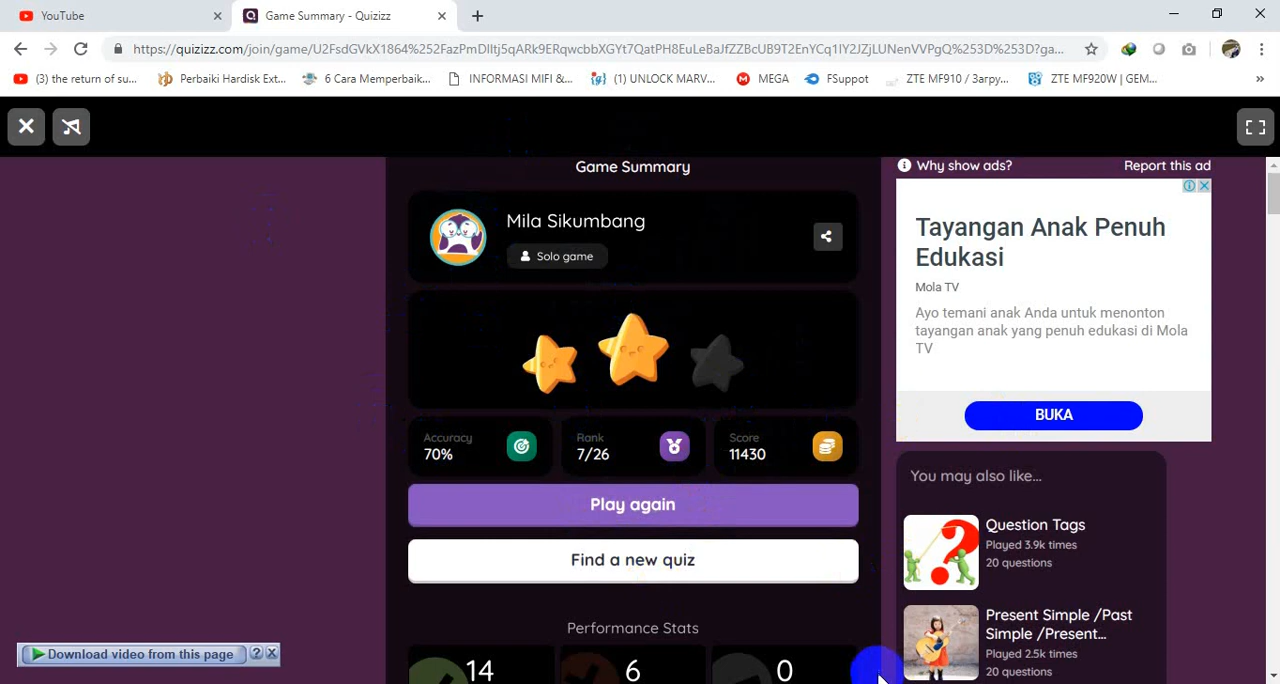 YouTube
Game Summary - Quizizz
https://quizizz.com/join/game/U2FsdGVkX1864%252FazPmDlltj5qARk9ERqwcbbXGYt7QatPH8EuLeBaJfZZBcUB9T2EnYCq1lY2JZjLUNenVVPgQ%253D%253D?ga...
(3) the return of su...
Perbaiki Hardisk Ext...
6 Cara Memperbaik...
INFORMASI MIFI &...
(1) UNLOCK MARV...
MEGA
FSuppot
ZTE MF910 / Зарру...
ZTE MF920W | GEM...
Game Summary
Why show ads?
Report this ad
Mila Sikumbang
Solo game
Tayangan Anak Penuh
Edukasi
Mola TV
Ayo temani anak Anda untuk menonton
tayangan anak yang penuh edukasi di Mola
TV
BUKA
Accuracy
70%
Rank
7/26
Score
11430
Play again
Find a new quiz
You may also like...
Question Tags
Played 3.9k times
20 questions
Present Simple /Past
Simple /Present...
Played 2.5k times
20 questions
Performance Stats
14
6
0
Download video from this page